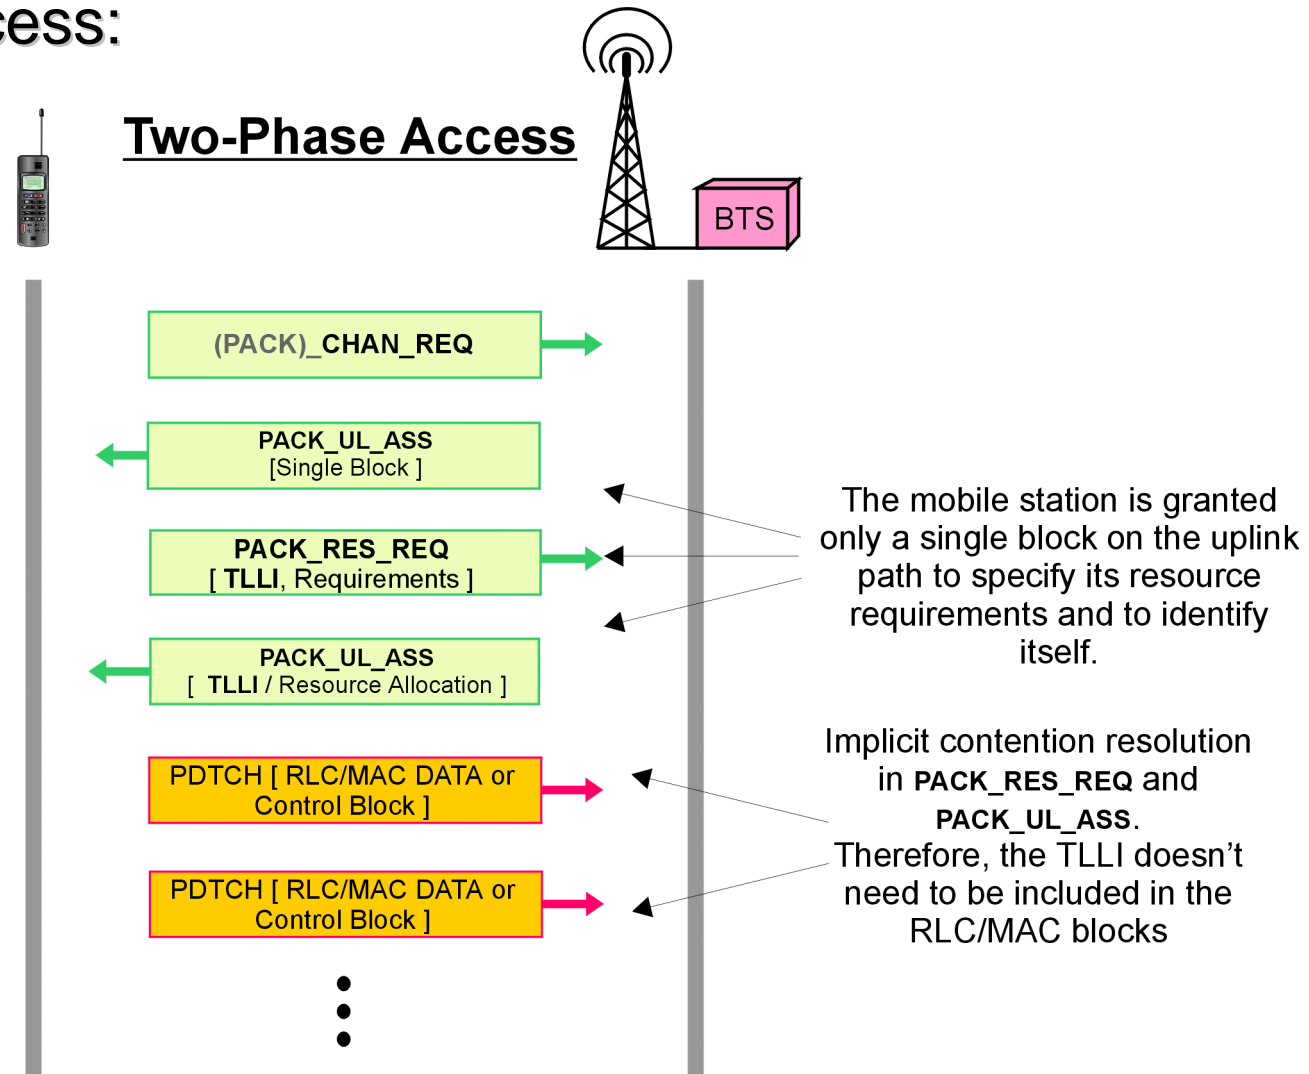 cess:
Two-Phase Access
BTS
(PACK)_CHAN_REQ
PACK_UL_ASS
[Single Block ]
PACK_RES_REQ
[ TLLI, Requirements ]
PACK_UL_ASS
[ TLLI / Resource Allocation ]
PDTCH [ RLC/MAC DATA or
Control Block ]
PDTCH [ RLC/MAC DATA or
Control Block ]
The mobile station is granted
only a single block on the uplink
path to specify its resource
requirements and to identify
itself.
Implicit contention resolution
in PACK_RES_REQ and
PACK_UL_ASS.
Therefore, the TLLI doesn’t
need to be included in the
RLC/MAC blocks